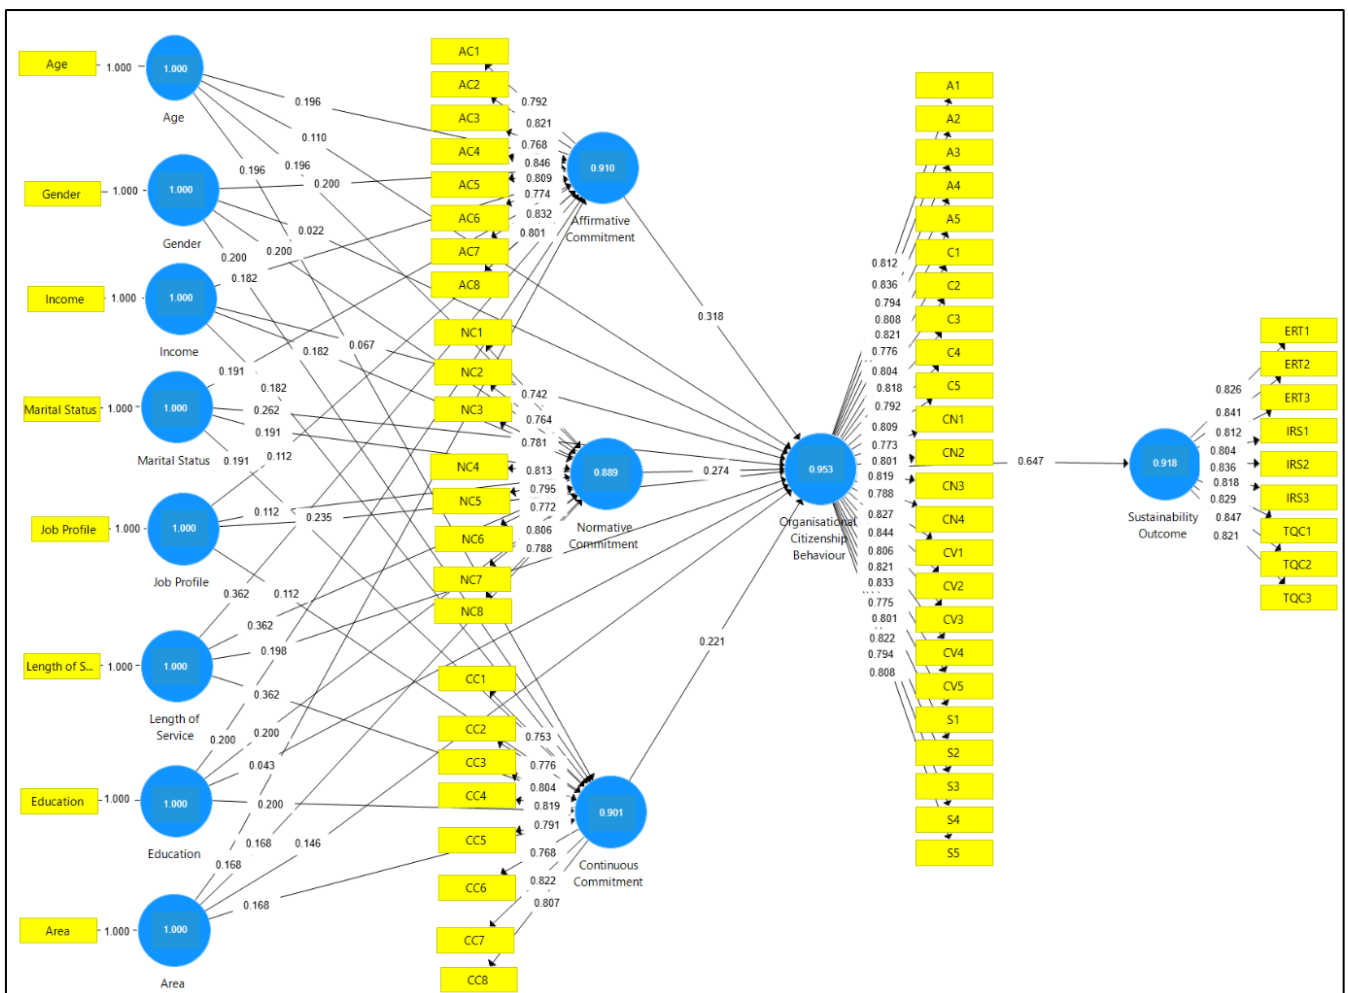 Age
1.000
1.000
Age
Gender
1.000
1.000
Gender
Income
1.000
1.000
Income
Marital Status
1.000
1.000
Marital Status
Job Profile
1.000
1.000
Job Profile
Length of S...
1.000
1.000
Length of
Service
Education
1.000
1.000
Education
Area
1.000
1.000
Area
0.196
0.110
0.196
0.196
0.200
0.022
0.200
0.200
0.182
0.067
0.182
0.191
0.182
0.262
0.191
0.191
0.112
0.112
0.235
0.362
0.112
0.362
0.198
0.362
0.200
0.200
0.043
0.200
0.168
0.146
0.168
0.168
AC1
AC2
AC3
AC4
AC5
AC6
AC7
AC8
0.792
0.821
0.768
0.846
0.809
0.774
0.832
0.801
0.910
Affirmative
Commitment
NC1
NC2
NC3
NC4
NC5
NC6
NC7
NC8
0.742
0.764
0.781
0.813
0.795
0.772
0.806
0.788
0.889
Normative
Commitment
CC1
CC2
CC3
CC4
CC5
CC6
CC7
CC8
0.753
0.776
0.804
0.819
0.791
0.768
0.822
0.807
0.901
Continuous
Commitment
0.318
0.274
0.221
0.953
Organisational
Citizenship
Behaviour
0.812
0.836
0.794
0.808
0.821
0.776
0.804
0.818
0.792
0.809
0.773
0.801
0.819
0.788
0.827
0.844
0.806
0.821
0.833
0.775
0.801
0.822
0.794
0.808
A1
A2
A3
A4
A5
C1
C2
C3
C4
C5
CN1
CN2
CN3
CN4
CV1
CV2
CV3
CV4
CV5
S1
S2
S3
S4
S5
0.647
0.918
Sustainability
Outcome
0.826
0.841
0.812
0.804
0.836
0.818
0.829
0.847
0.821
ERT1
ERT2
ERT3
IRS1
IRS2
IRS3
TQC1
TQC2
TQC3